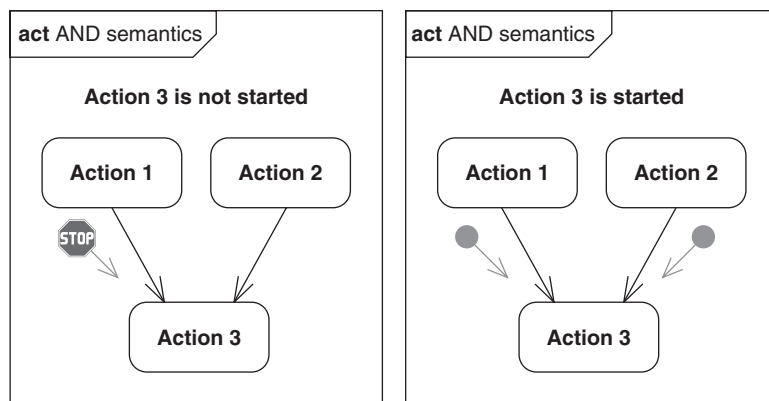 act AND semantics
Action 3 is not started
Action 1
Action 2
STOP
Action 3
act AND semantics
Action 3 is started
Action 1
Action 2
Action 3